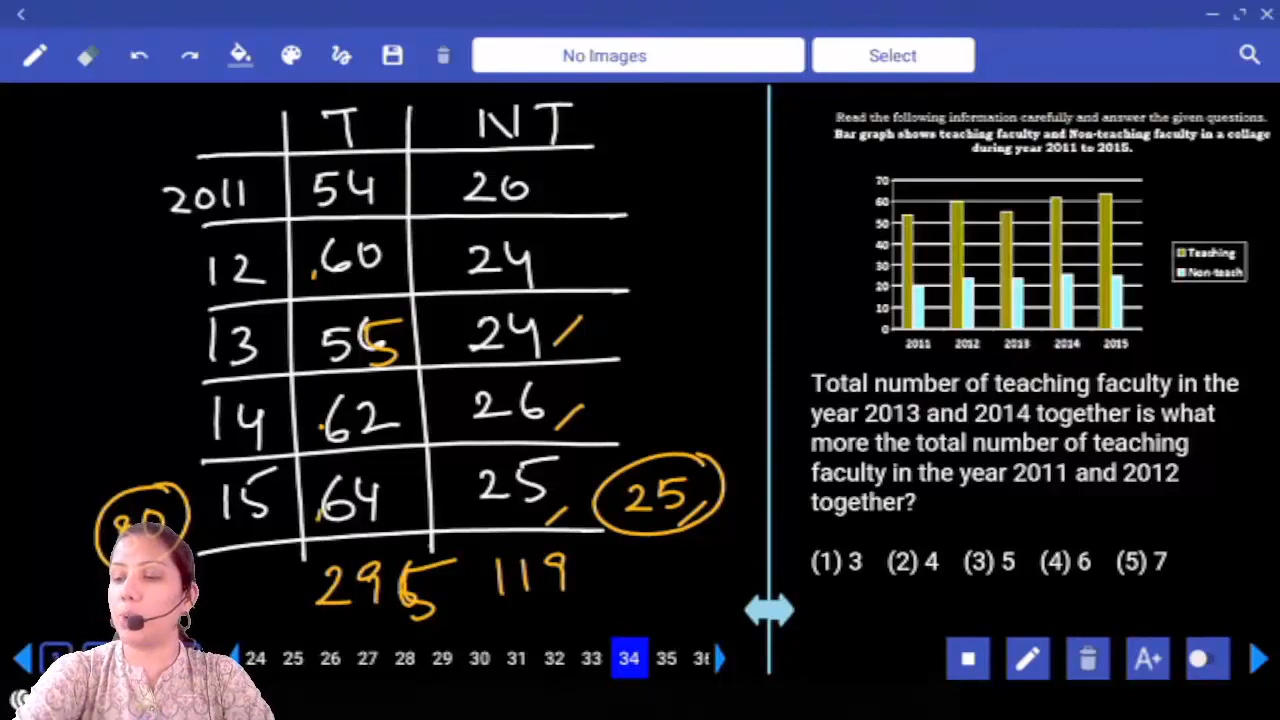 No Images
Select
T NT
2011 54 20
12 60 24
13 55 24
14 62 26
15 64 25
25
295 119
Read the following information carefully and answer the given questions.
Bar graph shows teaching faculty and Non-teaching faculty in a collage
during year 2011 to 2015.
70
60
50
40
30
20
10
0
2011 2012 2013 2014 2015
Teaching
Non-teach
Total number of teaching faculty in the
year 2013 and 2014 together is what
more the total number of teaching
faculty in the year 2011 and 2012
together?
(1) 3 (2) 4 (3) 5 (4) 6 (5) 7
24 25 26 27 28 29 30 31 32 33 34 35
A+